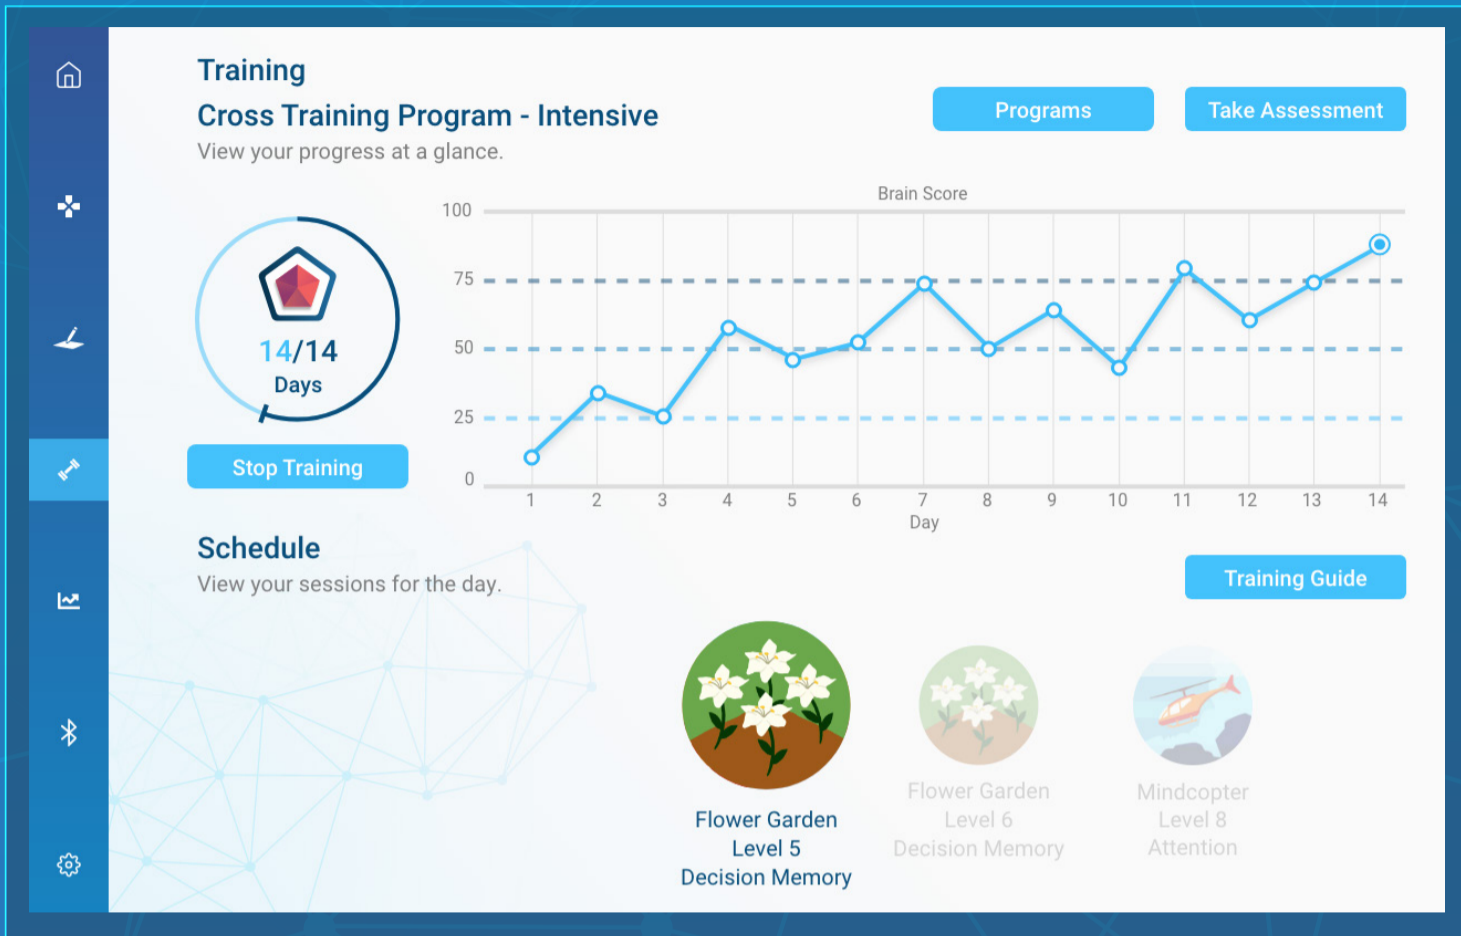 Training
Cross Training Program - Intensive
View your progress at a glance.
Programs
Take Assessment
Brain Score
100
75
50
25
0
1 2 3 4 5 6 7 8 9 10 11 12 13 14
Day
14/14
Days
Stop Training
Schedule
View your sessions for the day.
Training Guide
Flower Garden
Level 5
Decision Memory
Flower Garden
Level 6
Decision Memory
Mindcopter
Level 8
Attention